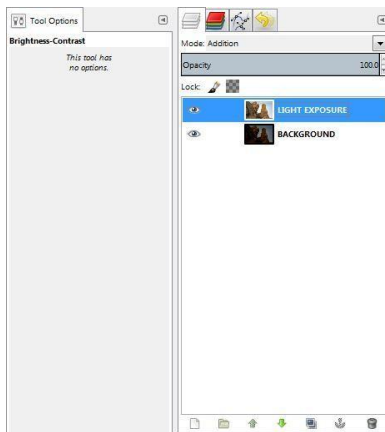 Tool Options
Brightness-Contrast
This tool has
no options.
Mode: Addition
Opacity 100.0
Lock:
LIGHT EXPOSURE
BACKGROUND